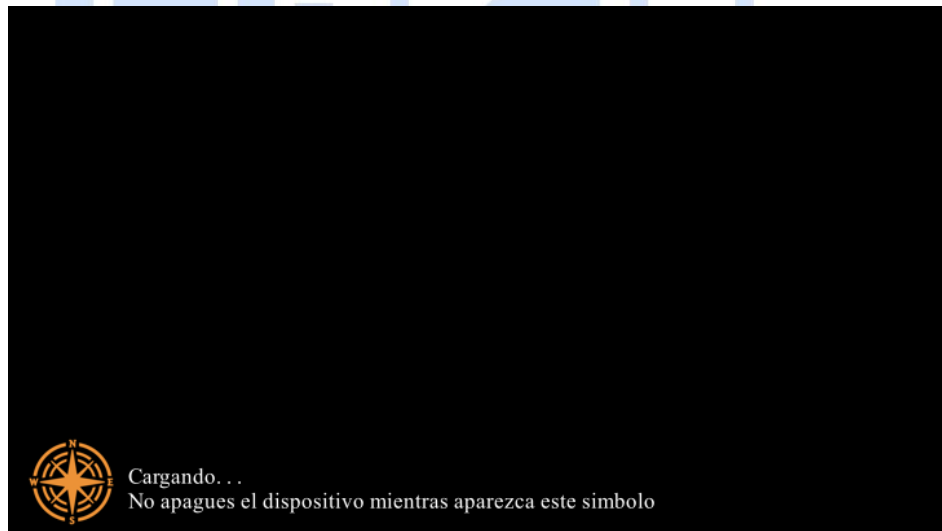 N
W E
S
Cargando. . .
No apagues el dispositivo mientras aparezca este simbolo